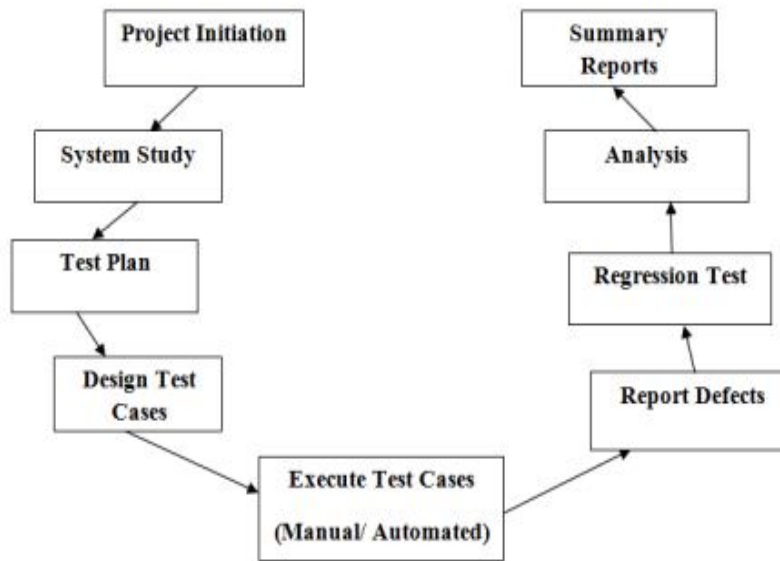 Project Initiation
System Study
Test Plan
Design Test
Cases
Execute Test Cases
(Manual/ Automated)
Report Defects
Regression Test
Analysis
Summary
Reports